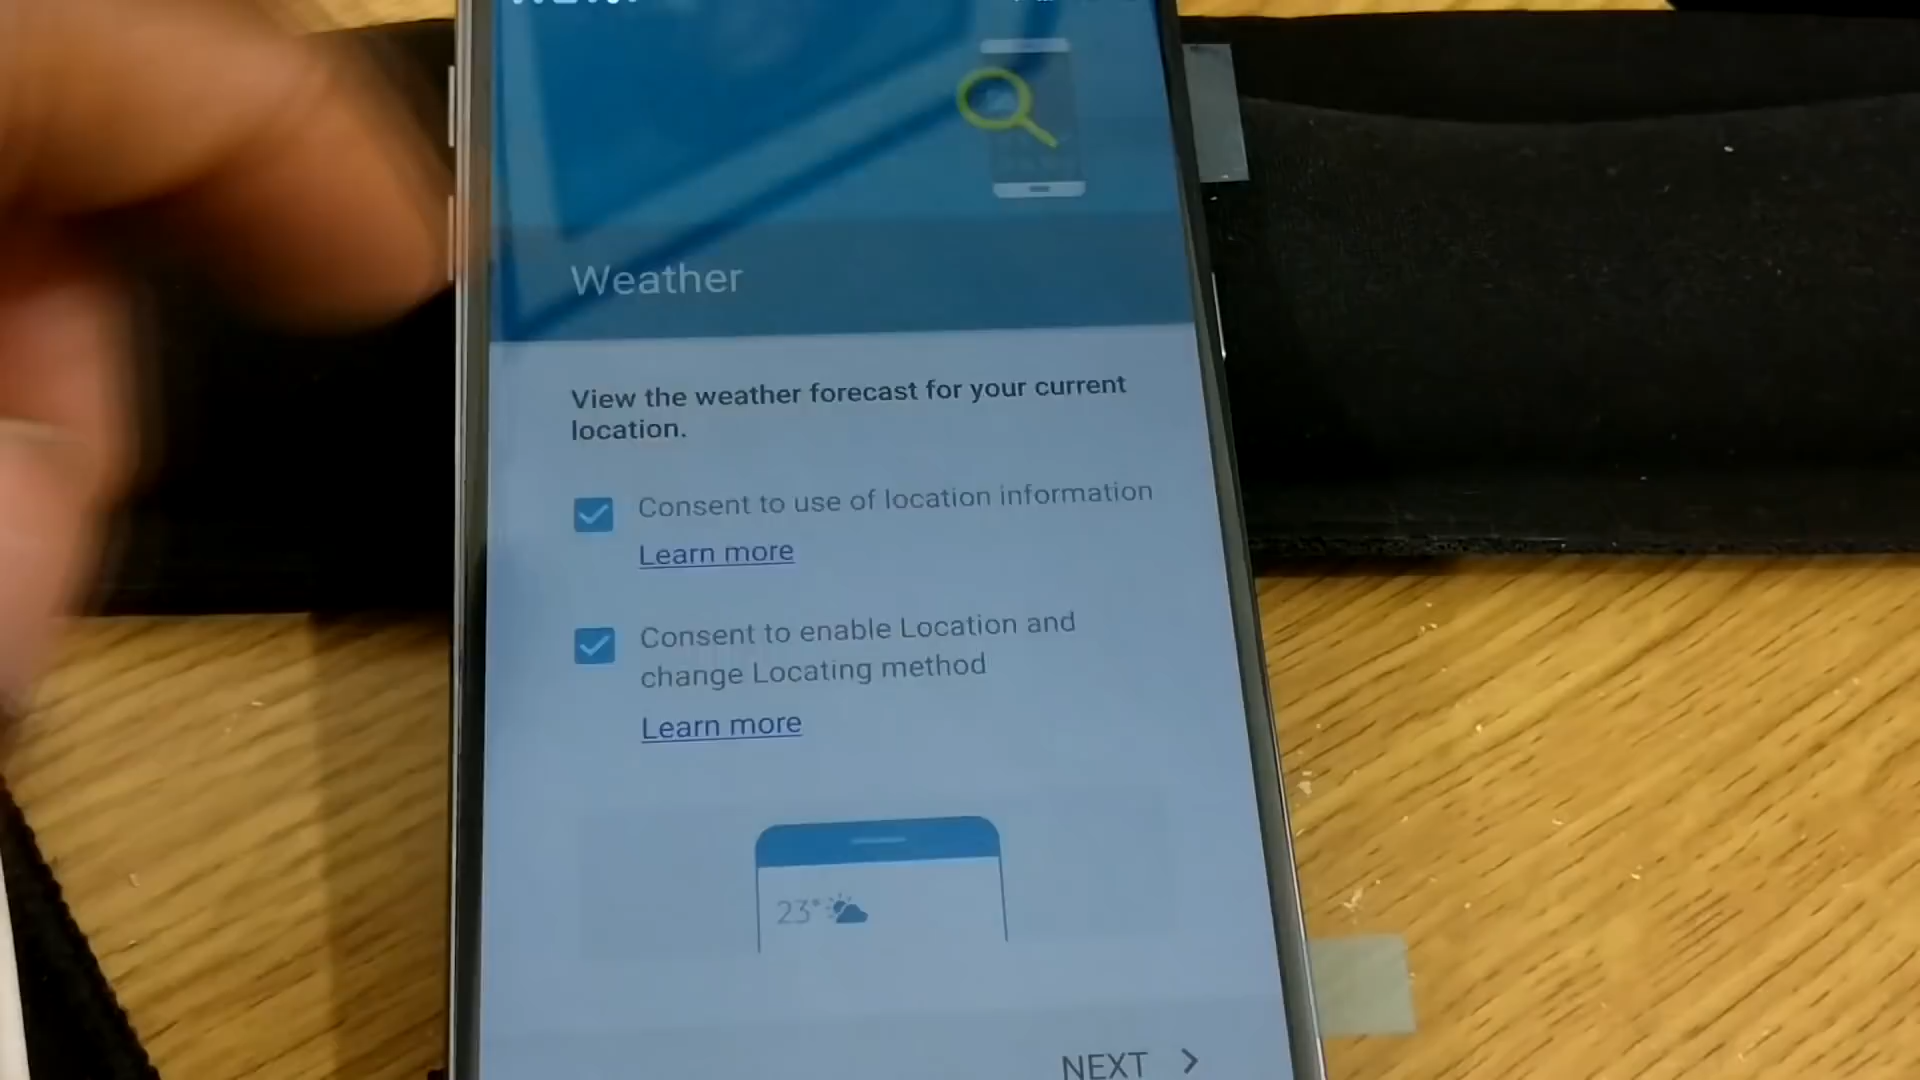 Weather
View the weather forecast for your current
location.
Consent to use of location information
Learn more
Consent to enable Location and
change Locating method
Learn more
23°
NEXT >